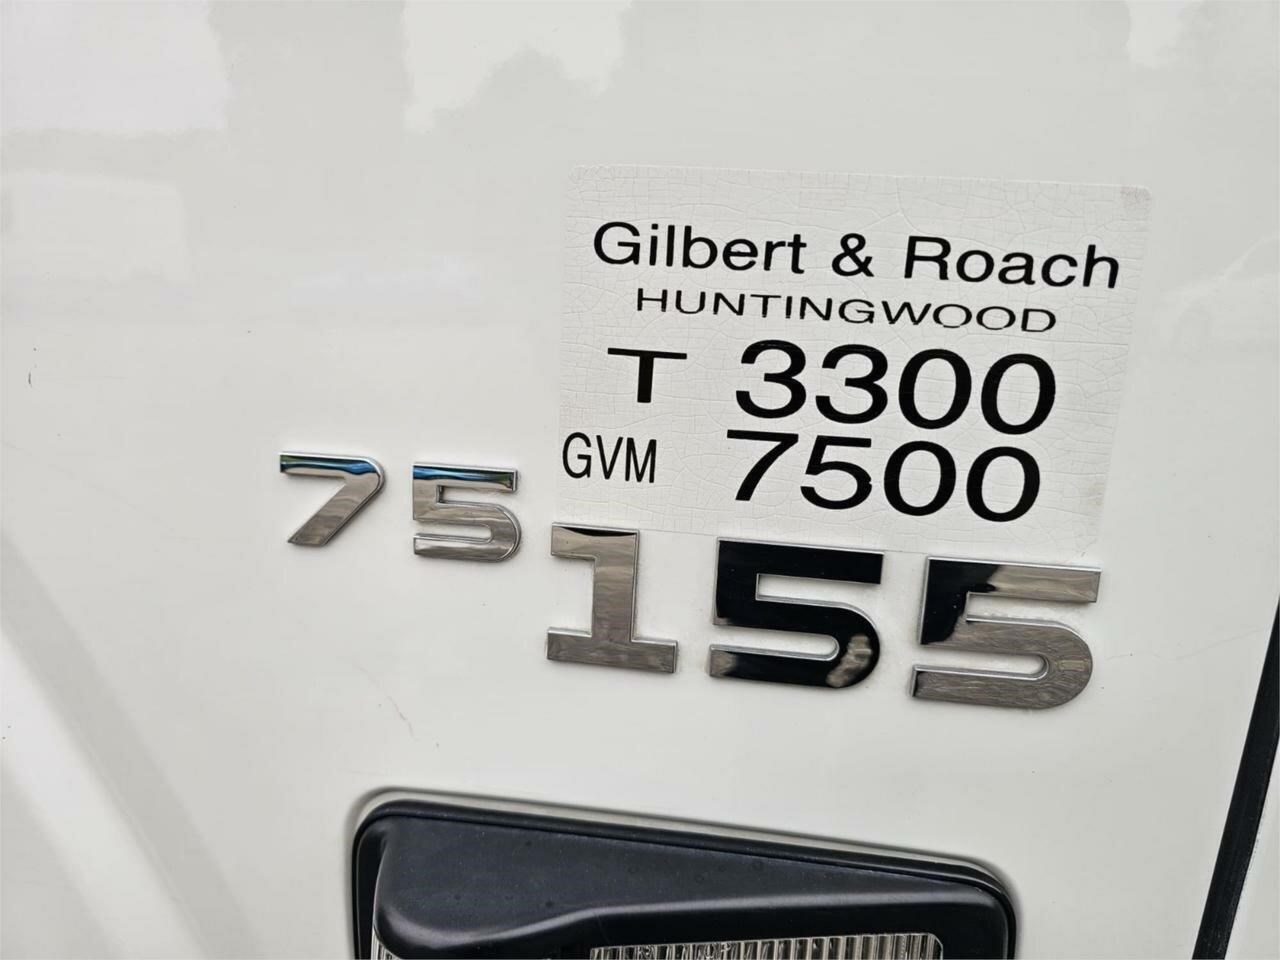 Gilbert & Roach
HUNTINGWOOD
T 3300
GVM 7500
75 155